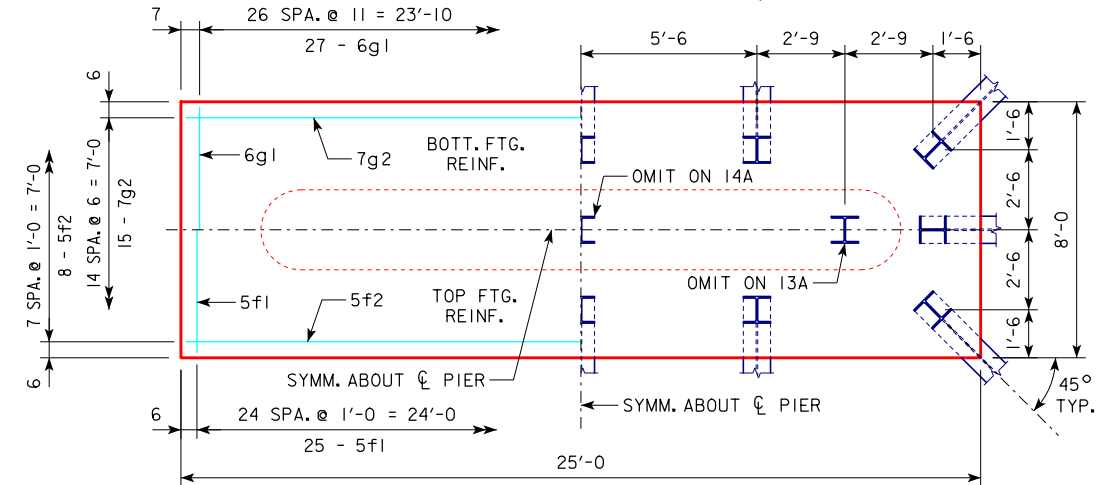 7
26 SPA. @ 11 = 23'-10
27 - 6g1
5'-6
2'-9
2'-9
1'-6
6
6g1
7g2
BOTT. FTG.
REINF.
OMIT ON 14A
1'-6
2'-6
8'-0
2'-6
1'-6
7 SPA. @ 1'-0 = 7'-0
8 - 5f2
14 SPA. @ 6 = 7'-0
15 - 7g2
5f1
5f2
TOP FTG.
REINF.
OMIT ON 13A
6
SYMM. ABOUT ℄ PIER
SYMM. ABOUT ℄ PIER
45°
TYP.
6
24 SPA. @ 1'-0 = 24'-0
25 - 5f1
25'-0